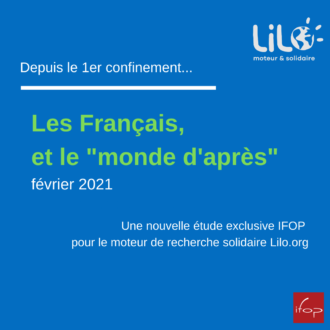 LiLO
moteur & solidaire
Depuis le 1er confinement...
Les Français,
et le "monde d'après"
février 2021
Une nouvelle étude exclusive IFOP
pour le moteur de recherche solidaire Lilo.org
ifop